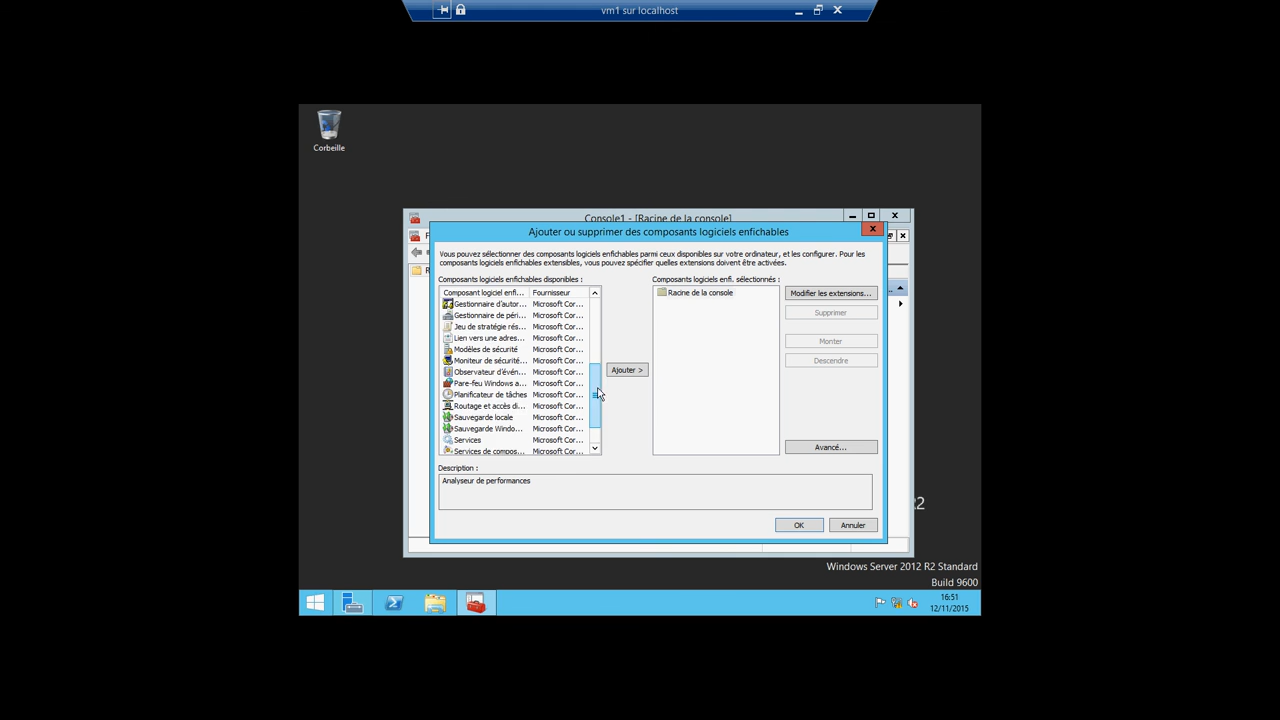 vm1 sur localhost
Corbeille
Console1 - [Racine de la console]
Ajouter ou supprimer des composants logiciels enfichables
Vous pouvez sélectionner des composants logiciels enfichables parmi ceux disponibles sur votre ordinateur, et les configurer. Pour les
composants logiciels enfichables extensibles, vous pouvez spécifier quelles extensions doivent être activées.
Composants logiciels enfichables disponibles :
Composants logiciels enfi. sélectionnés :
Composant logiciel enfi... Fournisseur
Gestionnaire d'autor... Microsoft Cor...
Gestionnaire de péri... Microsoft Cor...
Jeu de stratégie rés... Microsoft Cor...
Lien vers une adres... Microsoft Cor...
Modèles de sécurité Microsoft Cor...
Moniteur de sécurité... Microsoft Cor...
Observateur d'évén... Microsoft Cor...
Pare-feu Windows a... Microsoft Cor...
Planificateur de tâches Microsoft Cor...
Routage et accès di... Microsoft Cor...
Sauvegarde locale Microsoft Cor...
Sauvegarde Windo... Microsoft Cor...
Services Microsoft Cor...
Services de compos... Microsoft Cor...
Ajouter >
Racine de la console
Modifier les extensions...
Supprimer
Monter
Descendre
Avancé...
Description :
Analyseur de performances
OK
Annuler
Windows Server 2012 R2 Standard
Build 9600
16:51
12/11/2015